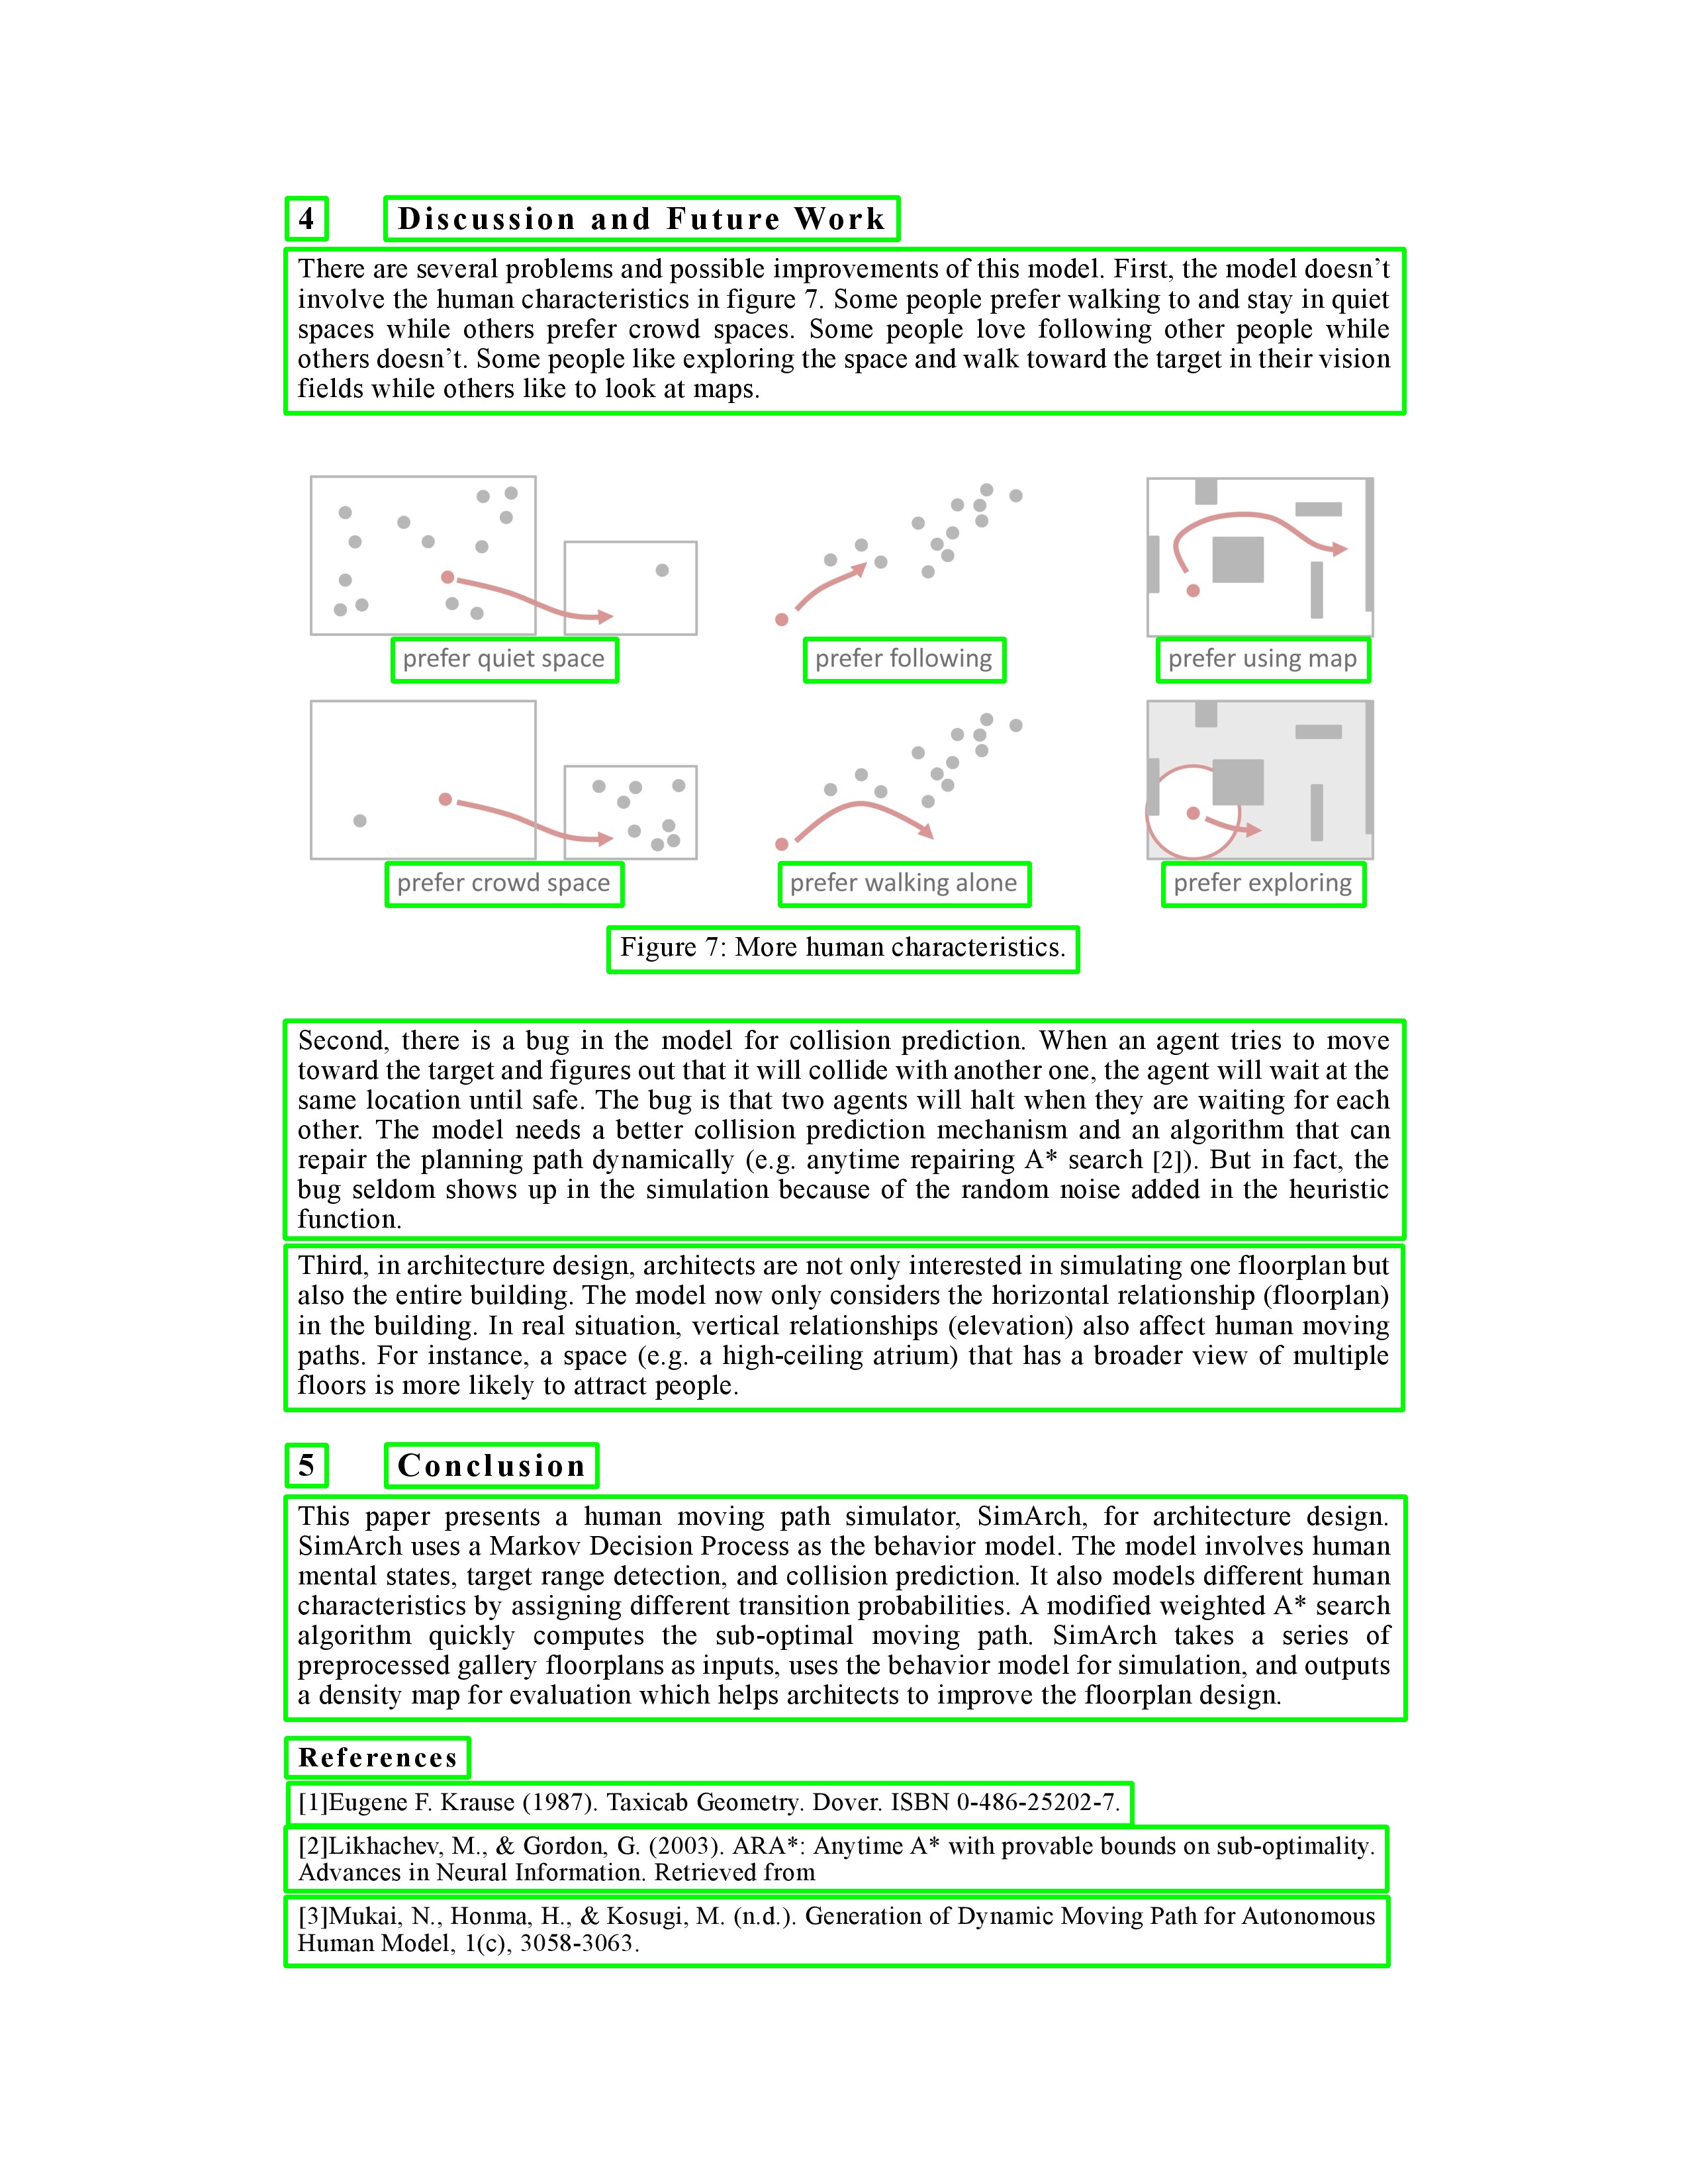 4 Discussion and Future Work
There are several problems and possible improvements of this model. First, the model doesn’t
involve the human characteristics in figure 7. Some people prefer walking to and stay in quiet
spaces while others prefer crowd spaces. Some people love following other people while
others doesn’t. Some people like exploring the space and walk toward the target in their vision
fields while others like to look at maps.
prefer quiet space
prefer following
prefer using map
prefer crowd space
prefer walking alone
prefer exploring
Figure 7: More human characteristics.
Second, there is a bug in the model for collision prediction. When an agent tries to move
toward the target and figures out that it will collide with another one, the agent will wait at the
same location until safe. The bug is that two agents will halt when they are waiting for each
other. The model needs a better collision prediction mechanism and an algorithm that can
repair the planning path dynamically (e.g. anytime repairing A* search [2]). But in fact, the
bug seldom shows up in the simulation because of the random noise added in the heuristic
function.
Third, in architecture design, architects are not only interested in simulating one floorplan but
also the entire building. The model now only considers the horizontal relationship (floorplan)
in the building. In real situation, vertical relationships (elevation) also affect human moving
paths. For instance, a space (e.g. a high-ceiling atrium) that has a broader view of multiple
floors is more likely to attract people.
5 Conclusion
This paper presents a human moving path simulator, SimArch, for architecture design.
SimArch uses a Markov Decision Process as the behavior model. The model involves human
mental states, target range detection, and collision prediction. It also models different human
characteristics by assigning different transition probabilities. A modified weighted A* search
algorithm quickly computes the sub-optimal moving path. SimArch takes a series of
preprocessed gallery floorplans as inputs, uses the behavior model for simulation, and outputs
a density map for evaluation which helps architects to improve the floorplan design.
References
[1]Eugene F. Krause (1987). Taxicab Geometry. Dover. ISBN 0-486-25202-7.
[2]Likhachev, M., & Gordon, G. (2003). ARA*: Anytime A* with provable bounds on sub-optimality.
Advances in Neural Information. Retrieved from
[3]Mukai, N., Honma, H., & Kosugi, M. (n.d.). Generation of Dynamic Moving Path for Autonomous
Human Model, 1(c), 3058-3063.